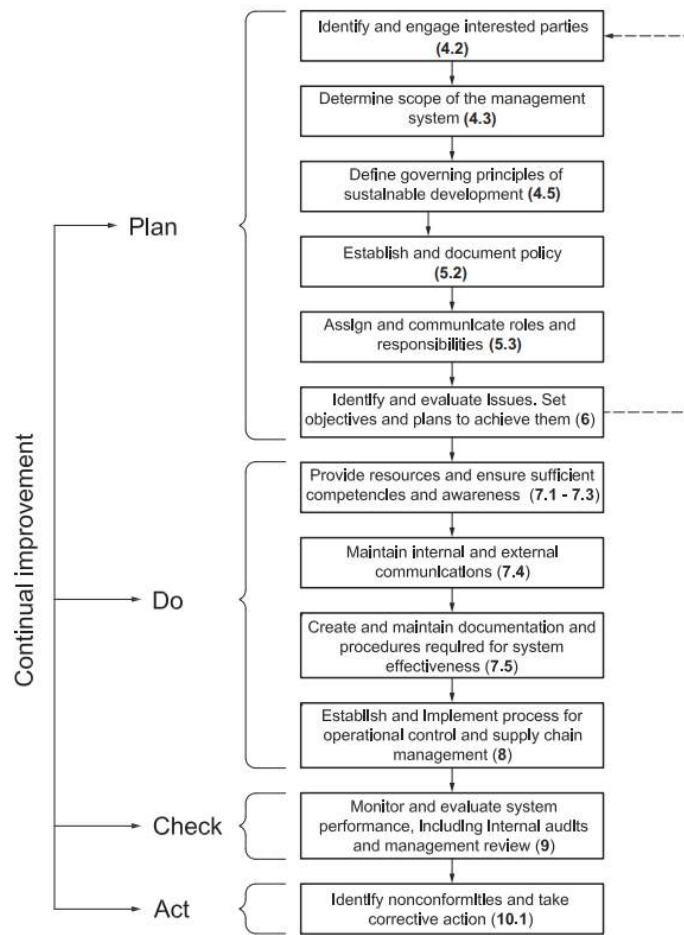 Identify and engage interested parties
(4.2)
Determine scope of the management
system (4.3)
Define governing principles of
sustainable development (4.5)
Plan
Establish and document policy
(5.2)
Assign and communicate roles and
responsibilities (5.3)
Identify and evaluate issues. Set
objectives and plans to achieve them (6)
Provide resources and ensure sufficient
competencies and awareness (7.1 - 7.3)
Maintain internal and external
communications (7.4)
Continual improvement
Do
Create and maintain documentation and
procedures required for system
effectiveness (7.5)
Establish and implement process for
operational control and supply chain
management (8)
Check
Monitor and evaluate system
performance, including internal audits
and management review (9)
Act
Identify nonconformities and take
corrective action (10.1)